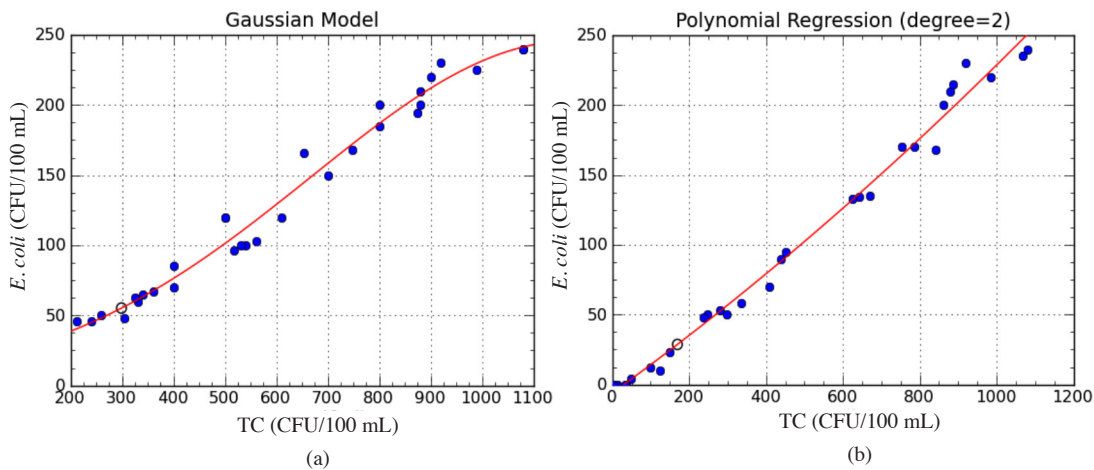 Gaussian Model
250
200
150
100
50
0
E. coli (CFU/100 mL)
200 300 400 500 600 700 800 900 1000 1100
TC (CFU/100 mL)
(a)
Polynomial Regression (degree=2)
250
200
150
100
50
0
E. coli (CFU/100 mL)
0 200 400 600 800 1000 1200
TC (CFU/100 mL)
(b)